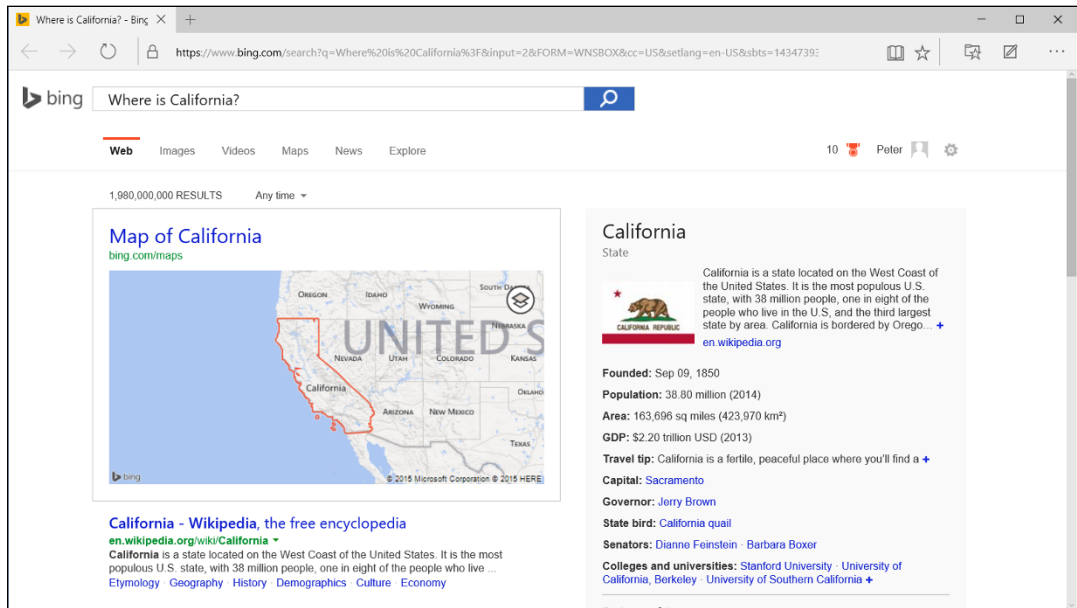 Where is California? - Bing
https://www.bing.com/search?q=Where%20is%20California%3F&input=2&FORM=WNSBOX&cc=US&setlang=en-US&sbts=1434739
bing
Where is California?
Web Images Videos Maps News Explore
10 Peter
1,980,000,000 RESULTS Any time
Map of California
bing.com/maps
OREGON IDAHO WYOMING SOUTH
UNITED S
NEBRASKA
NEVADA UTAH COLORADO KANSAS
California
ARIZONA NEW MEXICO
TEXAS
bing © 2015 Microsoft Corporation © 2015 HERE
California - Wikipedia, the free encyclopedia
en.wikipedia.org/wiki/California
California is a state located on the West Coast of the United States. It is the most
populous U.S. state, with 38 million people, one in eight of the people who live ...
Etymology · Geography · History · Demographics · Culture · Economy
California
State
CALIFORNIA REPUBLIC
California is a state located on the West Coast of
the United States. It is the most populous U.S.
state, with 38 million people, one in eight of the
people who live in the U.S, and the third largest
state by area. California is bordered by Orego... +
en.wikipedia.org
Founded: Sep 09, 1850
Population: 38.80 million (2014)
Area: 163,696 sq miles (423,970 km²)
GDP: $2.20 trillion USD (2013)
Travel tip: California is a fertile, peaceful place where you'll find a +
Capital: Sacramento
Governor: Jerry Brown
State bird: California quail
Senators: Dianne Feinstein · Barbara Boxer
Colleges and universities: Stanford University · University of
California, Berkeley · University of Southern California +